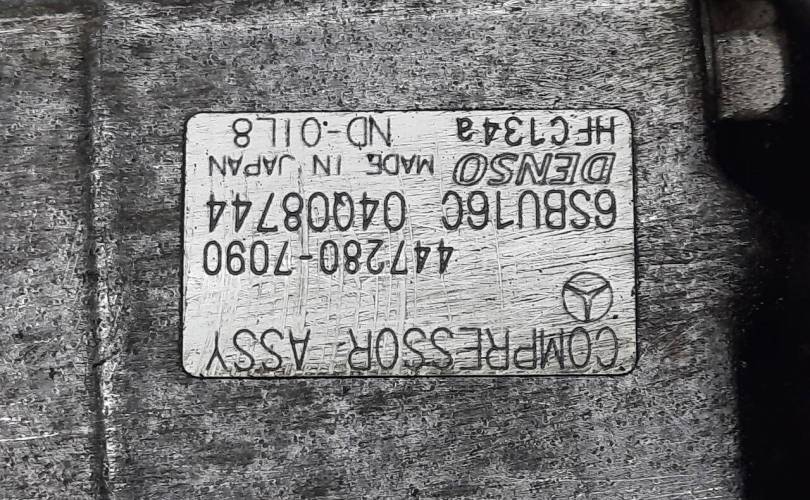 COMPRESSOR ASSY
447280-7090
6SBU16C 04Q08744
DENSO MADE IN JAPAN
HFC134a ND-OIL8